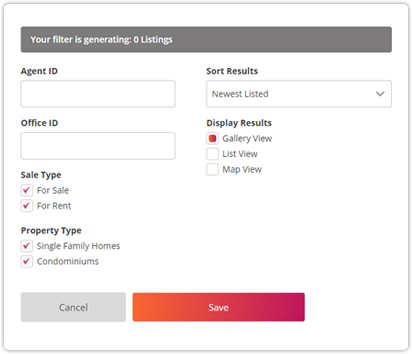 Your filter is generating: 0 Listings
Agent ID
Sort Results
Newest Listed
Office ID
Display Results
Gallery View
List View
Map View
Sale Type
For Sale
For Rent
Property Type
Single Family Homes
Condominiums
Cancel
Save